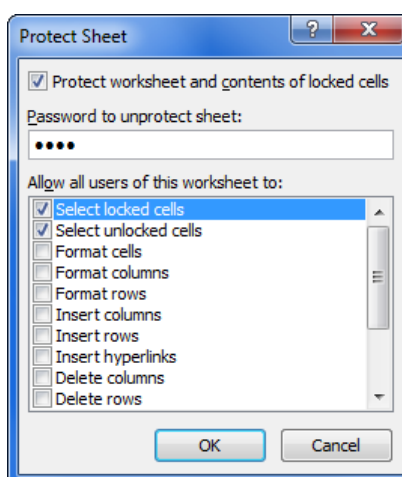 Protect Sheet
Protect worksheet and contents of locked cells
Password to unprotect sheet:
••••
Allow all users of this worksheet to:
Select locked cells
Select unlocked cells
Format cells
Format columns
Format rows
Insert columns
Insert rows
Insert hyperlinks
Delete columns
Delete rows
OK Cancel